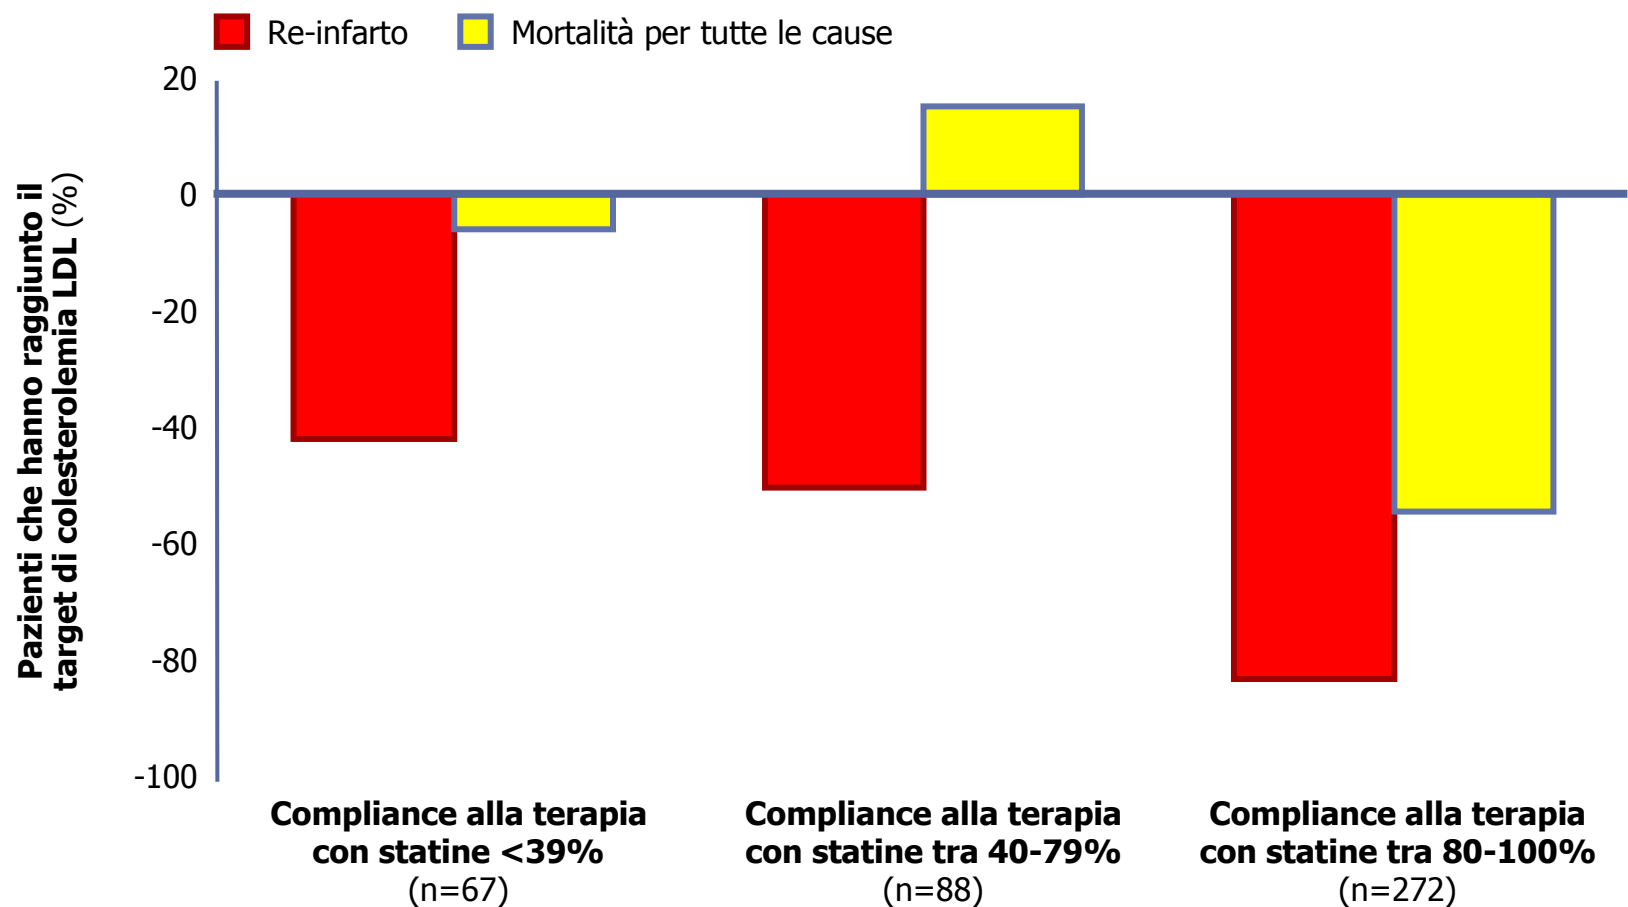 Re-infarto
Mortalità per tutte le cause
20
0
-20
-40
-60
-80
-100
Pazienti che hanno raggiunto il
target di colesterolemia LDL (%)
Compliance alla terapia
con statine <39%
(n=67)
Compliance alla terapia
con statine tra 40-79%
(n=88)
Compliance alla terapia
con statine tra 80-100%
(n=272)